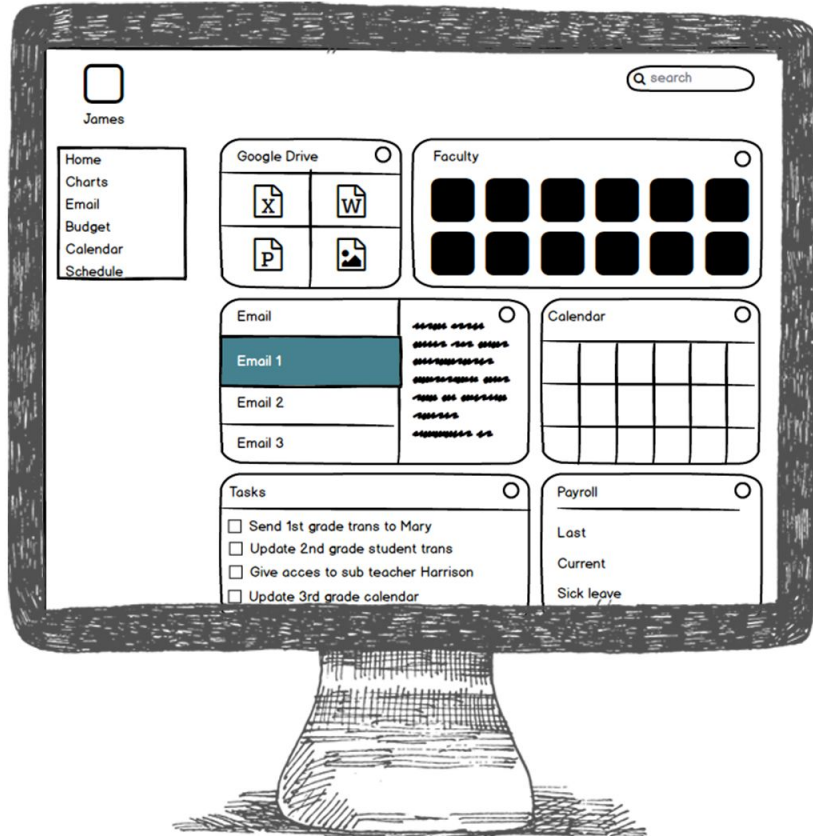 search
James
Home
Charts
Email
Budget
Calendar
Schedule
Google Drive
X
W
P
Faculty
Email
Email 1
Email 2
Email 3
Calendar
Tasks
Send 1st grade trans to Mary
Update 2nd grade student trans
Give acces to sub teacher Harrison
Update 3rd grade calendar
Payroll
Last
Current
Sick leave